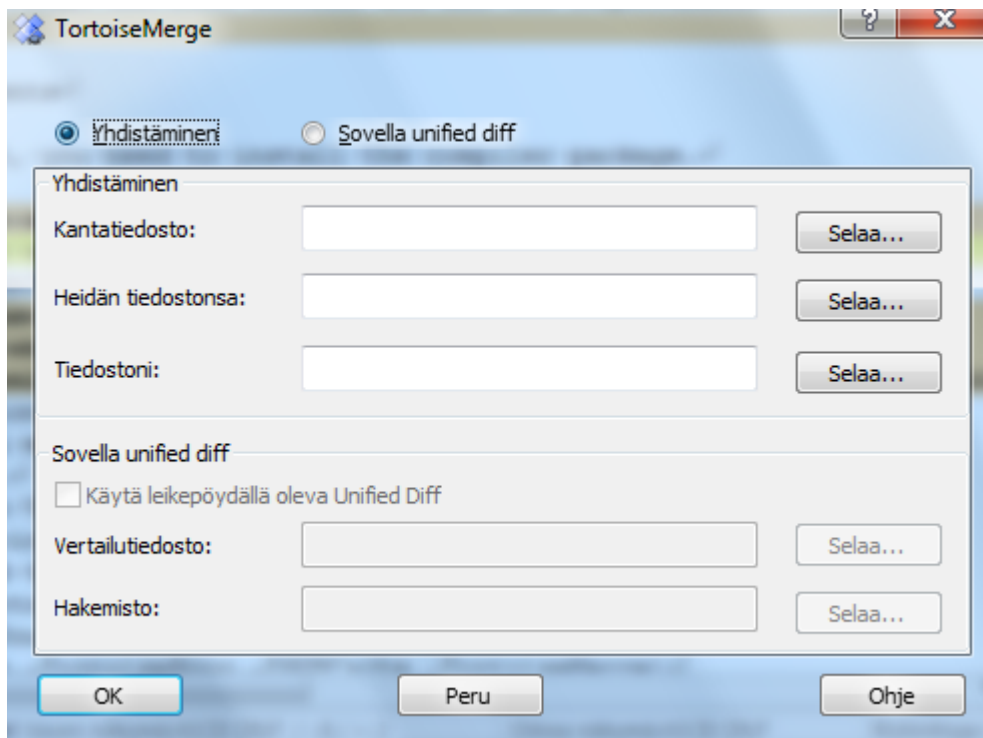 TortoiseMerge
Yhdistäminen Sovella unified diff
Yhdistäminen
Kantatiedosto: Selaa...
Heidän tiedostonsa: Selaa...
Tiedostoni: Selaa...
Sovella unified diff
Käytä leikepöydällä oleva Unified Diff
Vertailutiedosto: Selaa...
Hakemisto: Selaa...
OK Peru Ohje